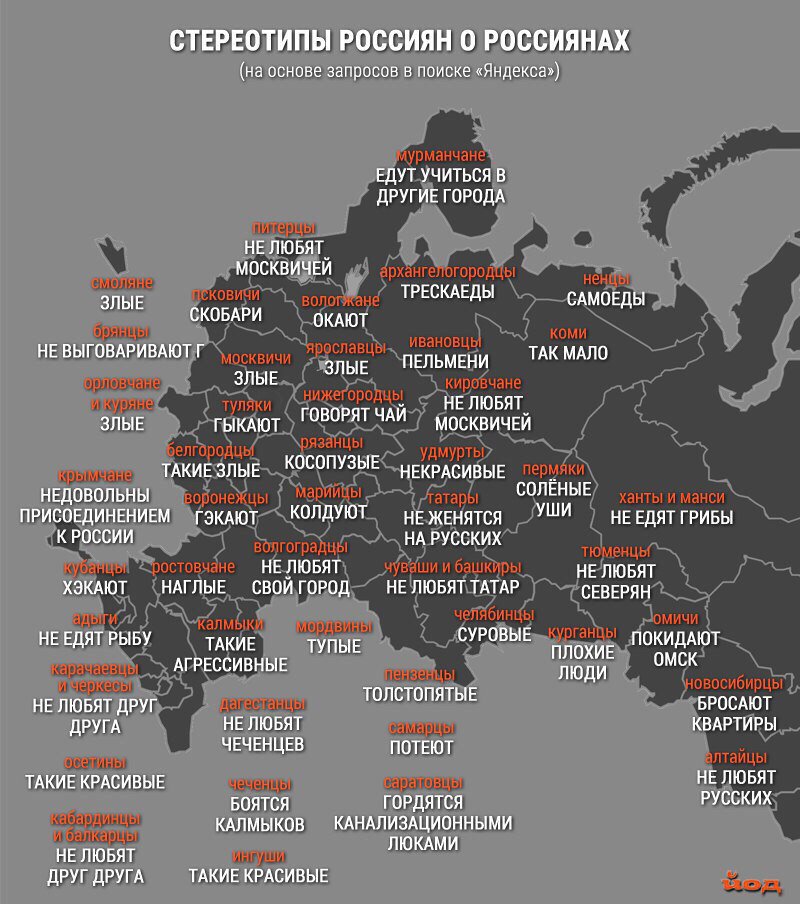 СТЕРЕОТИПЫ РОССИЯН О РОССИЯНАХ
(на основе запросов в поиске «Яндекса»)
мурманчане
ЕДУТ УЧИТЬСЯ В
ДРУГИЕ ГОРОДА
питерцы
НЕ ЛЮБЯТ
МОСКВИЧЕЙ
смоляне
ЗЛЫЕ
псковичи
СКОБАРИ
вологжане
ОКАЮТ
архангелогородцы
ТРЕСКАЕДЫ
ненцы
САМОЕДЫ
брянцы
НЕ ВЫГОВАРИВАЮТ Г
москвичи
ЗЛЫЕ
ярославцы
ЗЛЫЕ
ивановцы
ПЕЛЬМЕНИ
коми
ТАК МАЛО
орловчане
и куряне
ЗЛЫЕ
туляки
ГЫКАЮТ
нижегородцы
ГОВОРЯТ ЧАЙ
кировчане
НЕ ЛЮБЯТ
МОСКВИЧЕЙ
белгородцы
ТАКИЕ ЗЛЫЕ
рязанцы
КОСОПУЗЫЕ
удмурты
НЕКРАСИВЫЕ
пермяки
СОЛЁНЫЕ
УШИ
крымчане
НЕДОВОЛЬНЫ
ПРИСОЕДИНЕНИЕМ
К РОССИИ
воронежцы
ГЭКАЮТ
марийцы
КОЛДУЮТ
татары
НЕ ЖЕНЯТСЯ
НА РУССКИХ
ханты и манси
НЕ ЕДЯТ ГРИБЫ
кубанцы
ХЭКАЮТ
ростовчане
НАГЛЫЕ
волгоградцы
НЕ ЛЮБЯТ
СВОЙ ГОРОД
чуваши и башкиры
НЕ ЛЮБЯТ ТАТАР
тюменцы
НЕ ЛЮБЯТ
СЕВЕРЯН
адыги
НЕ ЕДЯТ РЫБУ
калмыки
ТАКИЕ
АГРЕССИВНЫЕ
мордвины
ТУПЫЕ
челябинцы
СУРОВЫЕ
курганцы
ПЛОХИЕ
ЛЮДИ
омичи
ПОКИДАЮТ
ОМСК
карачаевцы
и черкесы
НЕ ЛЮБЯТ ДРУГ
ДРУГА
дагестанцы
НЕ ЛЮБЯТ
ЧЕЧЕНЦЕВ
пензенцы
ТОЛСТОПЯТЫЕ
новосибирцы
БРОСАЮТ
КВАРТИРЫ
самарцы
ПОТЕЮТ
осетины
ТАКИЕ КРАСИВЫЕ
чеченцы
БОЯТСЯ
КАЛМЫКОВ
саратовцы
ГОРДЯТСЯ
КАНАЛИЗАЦИОННЫМИ
ЛЮКАМИ
алтайцы
НЕ ЛЮБЯТ
РУССКИХ
кабардинцы
и балкарцы
НЕ ЛЮБЯТ
ДРУГ ДРУГА
ингуши
ТАКИЕ КРАСИВЫЕ
йод